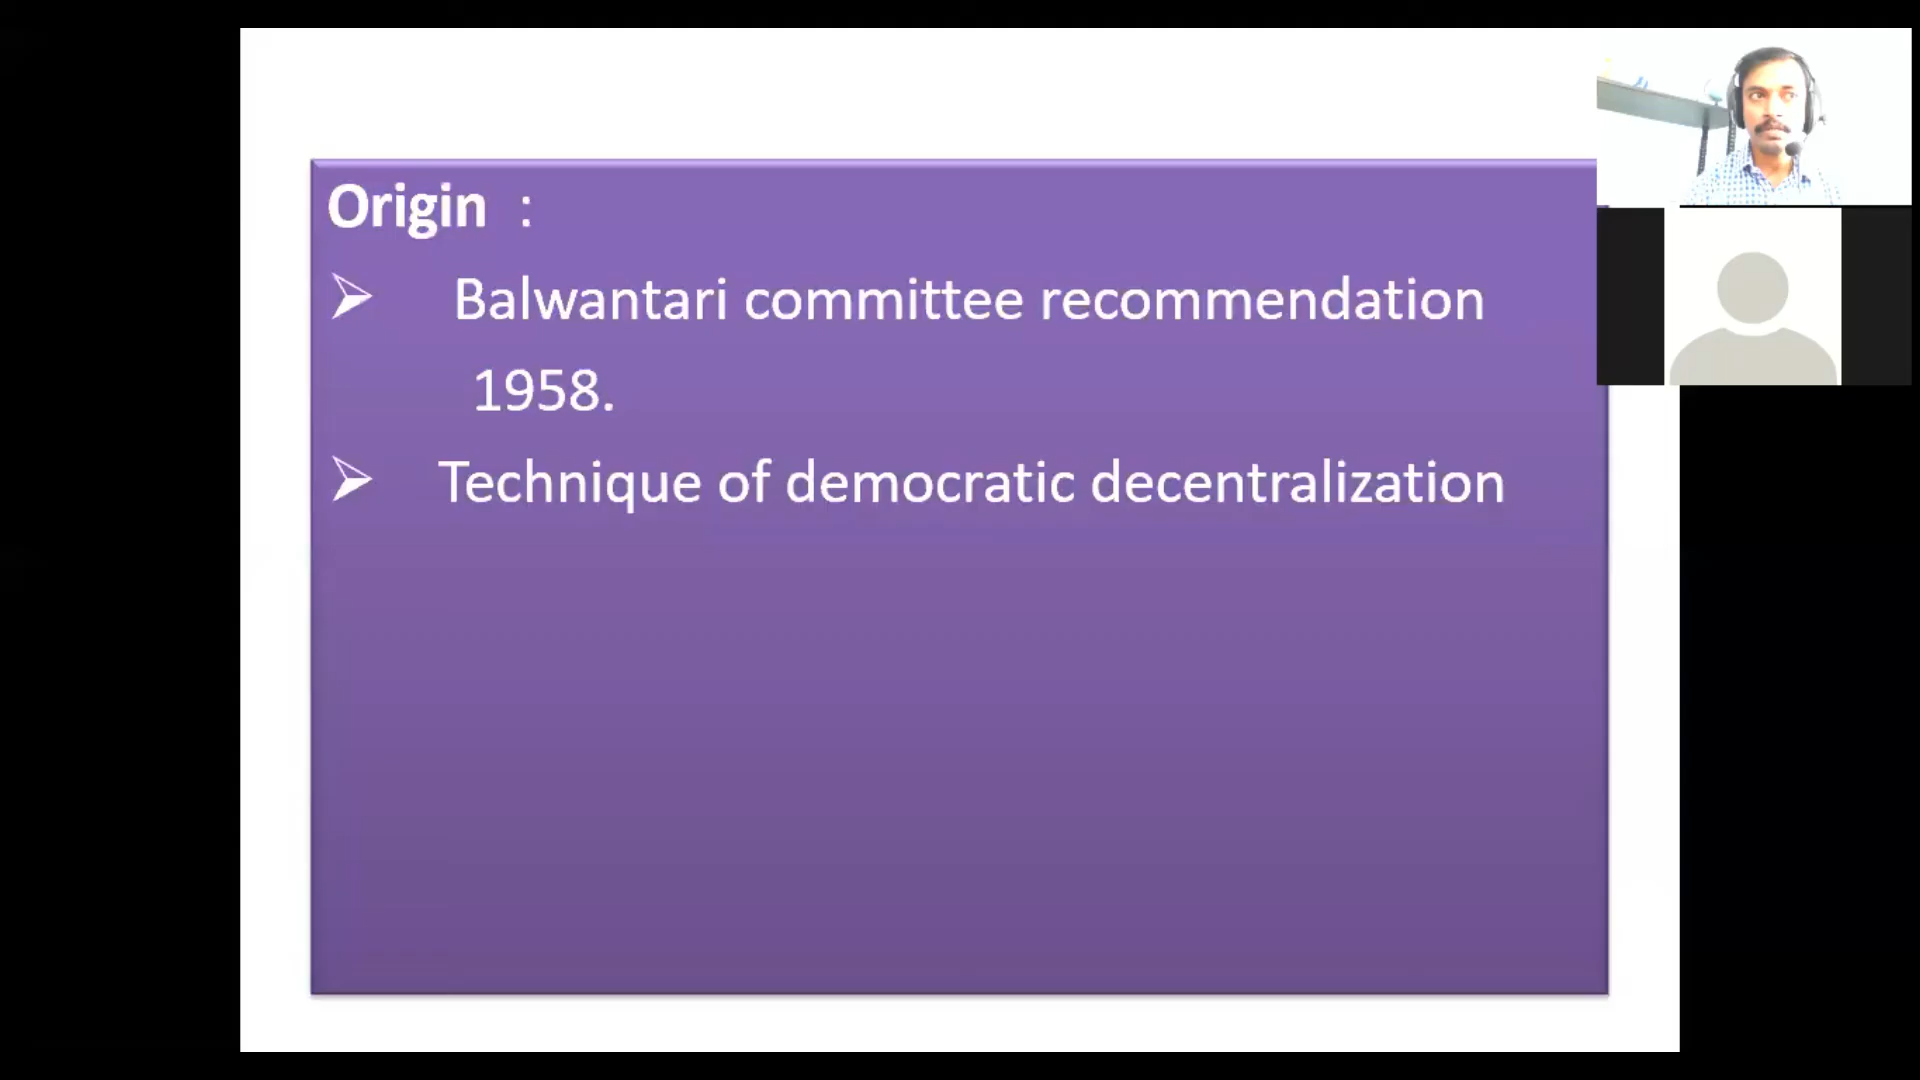 Origin :
➢ Balwantari committee recommendation
1958.
➢ Technique of democratic decentralization